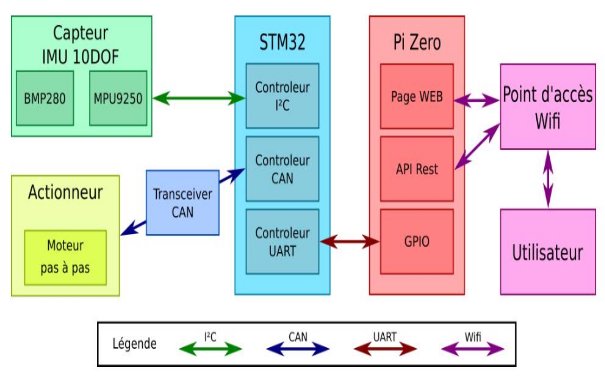 Capteur
IMU 10DOF
BMP280
MPU9250
Actionneur
Moteur
pas à pas
Transceiver
CAN
STM32
Controleur
I²C
Controleur
CAN
Controleur
UART
Pi Zero
Page WEB
API Rest
GPIO
Point d'accès
Wifi
Utilisateur
Légende
I²C
CAN
UART
Wifi